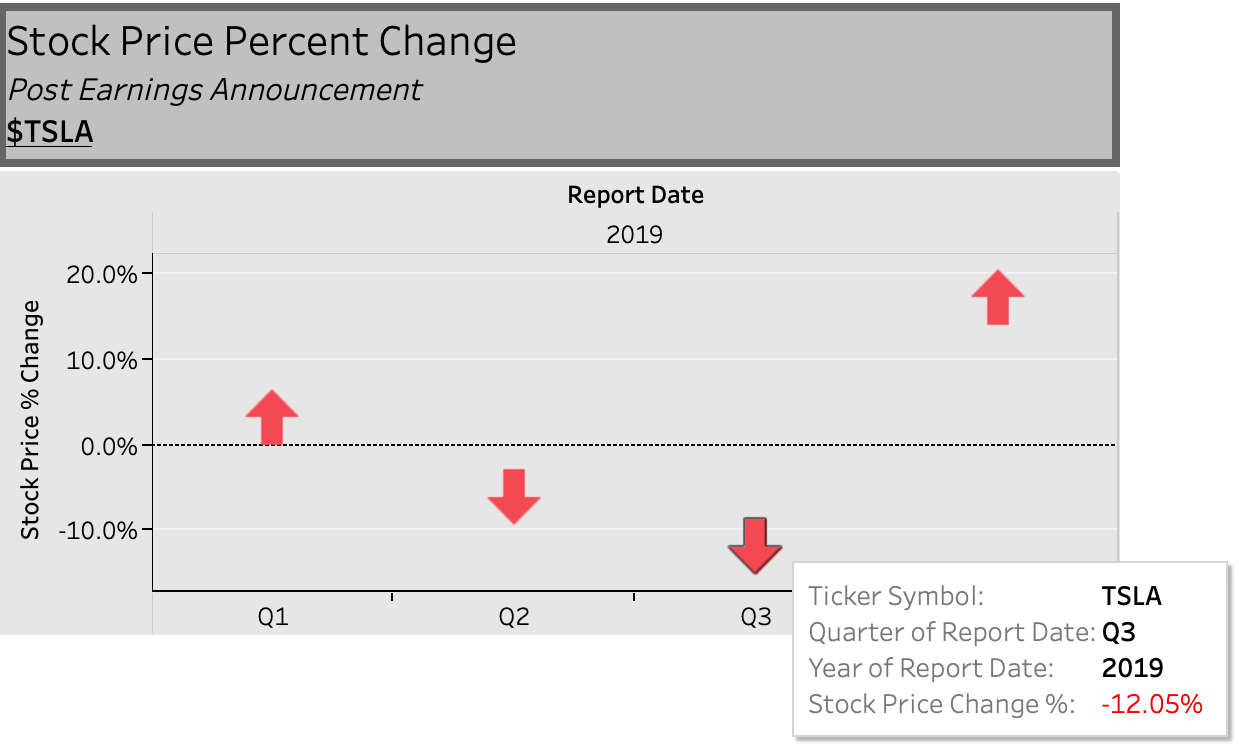 Stock Price Percent Change
Post Earnings Announcement
$TSLA
Report Date
2019
Stock Price % Change
20.0%
10.0%
0.0%
-10.0%
Q1 Q2 Q3
Ticker Symbol: TSLA
Quarter of Report Date: Q3
Year of Report Date: 2019
Stock Price Change %: -12.05%